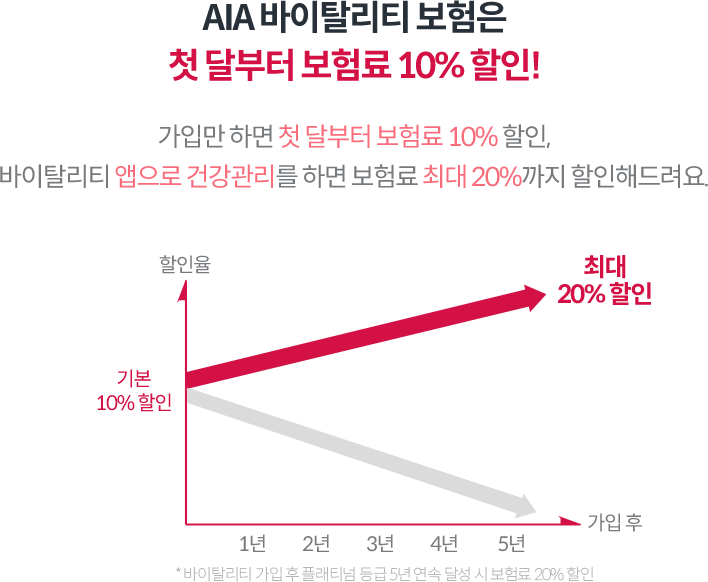 AIA 바이탈리티 보험은
첫 달부터 보험료 10% 할인!
가입만 하면 첫 달부터 보험료 10% 할인,
바이탈리티 앱으로 건강관리를 하면 보험료 최대 20%까지 할인해드려요.
할인율
최대
20% 할인
기본
10% 할인
가입 후
1년 2년 3년 4년 5년
* 바이탈리티 가입 후 플래티넘 등급 5년 연속 달성 시 보험료 20% 할인